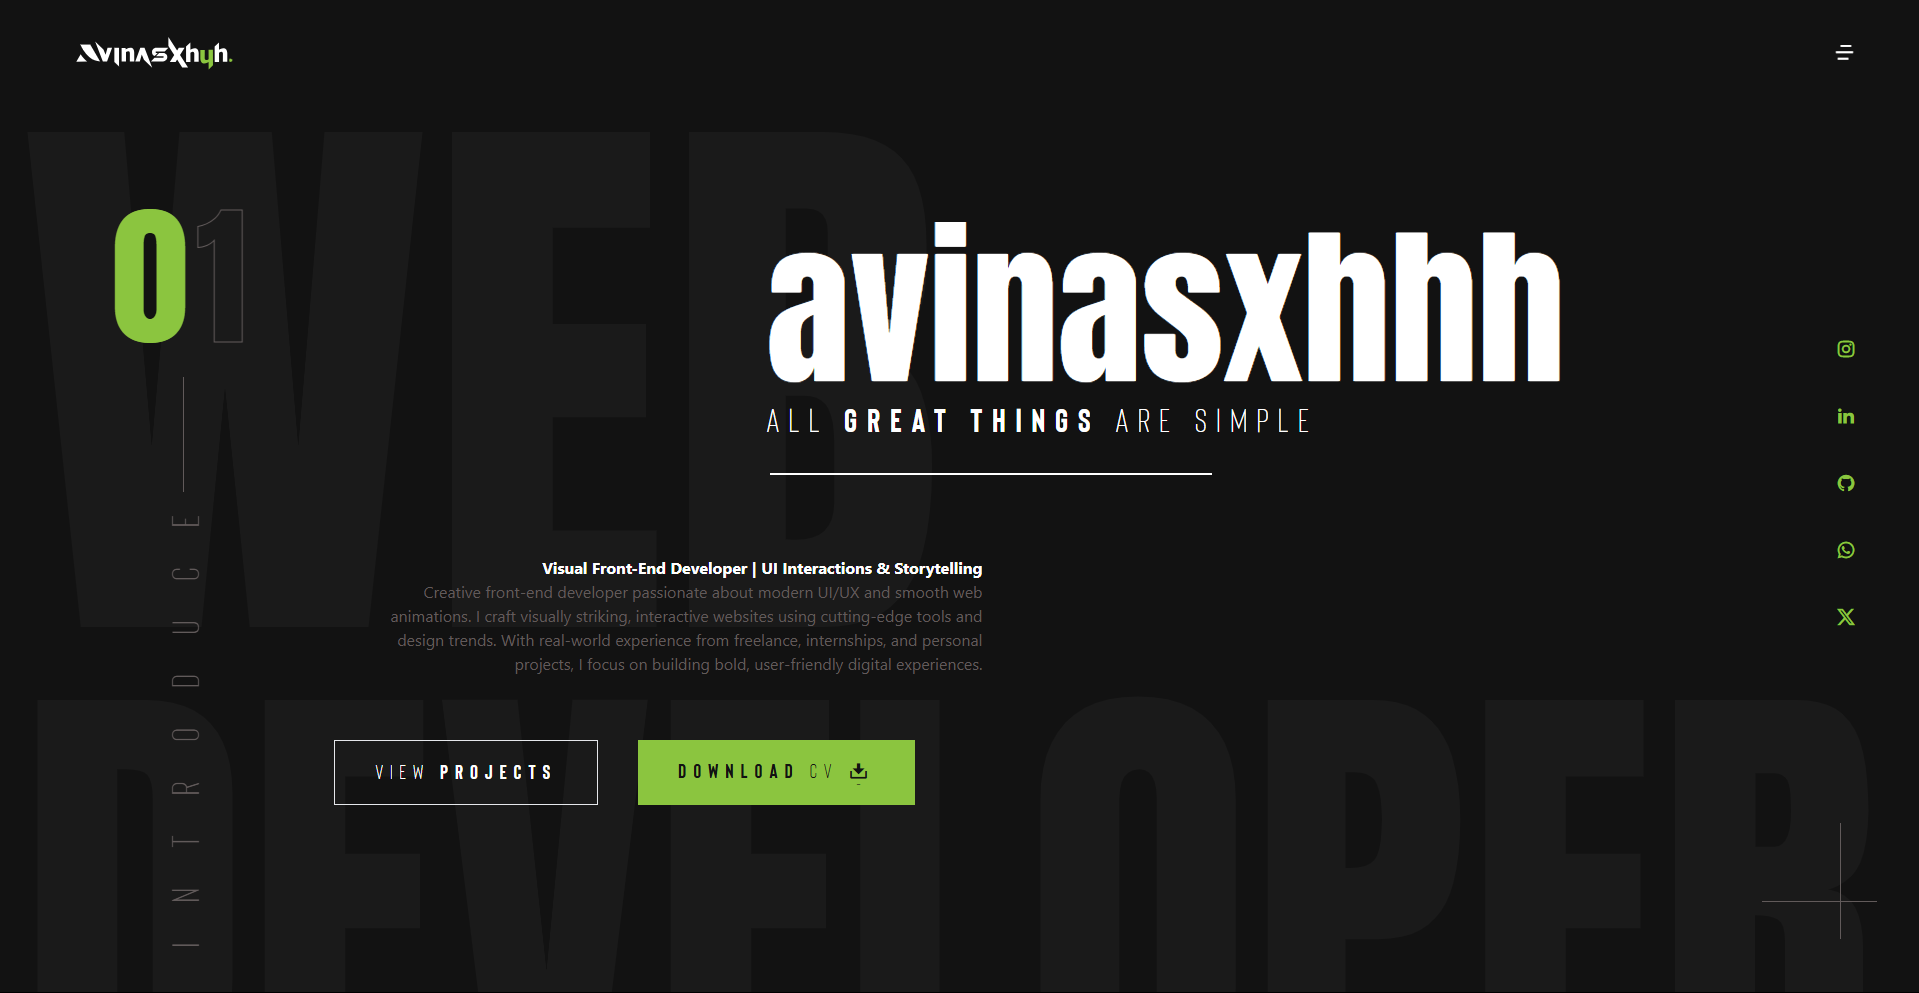 Avinasxhyh.
WEB
01
avinasxhhh
ALL GREAT THINGS ARE SIMPLE
INTRODUCE
Visual Front-End Developer | UI Interactions & Storytelling
Creative front-end developer passionate about modern UI/UX and smooth web
animations. I craft visually striking, interactive websites using cutting-edge tools and
design trends. With real-world experience from freelance, internships, and personal
projects, I focus on building bold, user-friendly digital experiences.
DEVELOPER
VIEW PROJECTS
DOWNLOAD CV